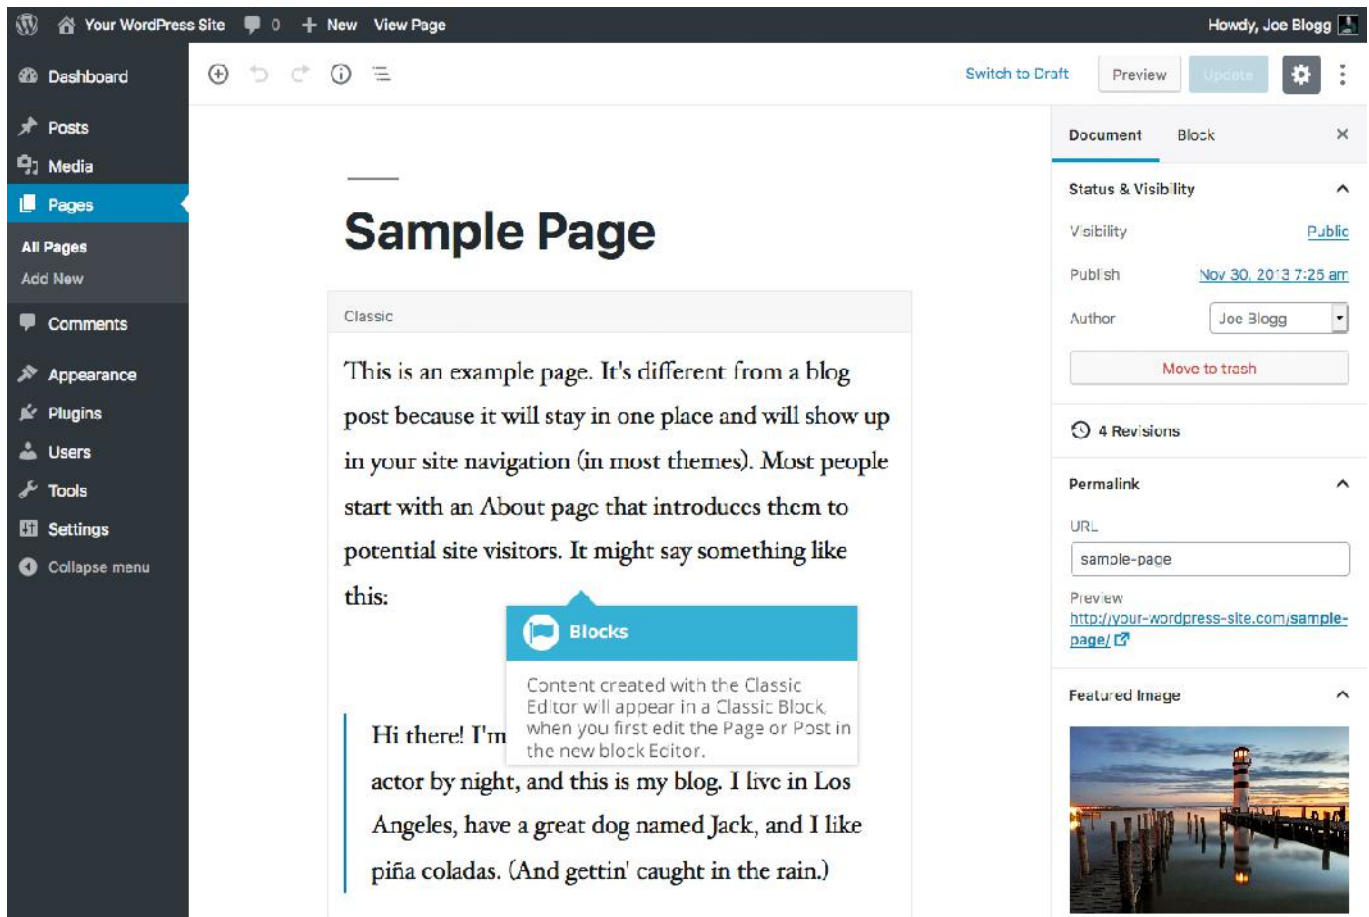 Your WordPress Site 0 New View Page Howdy, Joe Blogg
Dashboard
Posts
Media
Pages
All Pages
Add New
Comments
Appearance
Plugins
Users
Tools
Settings
Collapse menu
Switch to Draft Preview Update
Sample Page
Classic
This is an example page. It's different from a blog
post because it will stay in one place and will show up
in your site navigation (in most themes). Most people
start with an About page that introduces them to
potential site visitors. It might say something like
this:
Blocks
Content created with the Classic
Editor will appear in a Classic Block,
when you first edit the Page or Post in
the new block Editor.
Hi there! I'm
actor by night, and this is my blog. I live in Los
Angeles, have a great dog named Jack, and I like
piña coladas. (And gettin' caught in the rain.)
Document Block
Status & Visibility
Visibility Public
Publish Nov 30, 2013 7:25 am
Author Joe Blogg
Move to trash
4 Revisions
Permalink
URL
sample-page
Preview
http://your-wordpress-site.com/sample-
page/
Featured Image